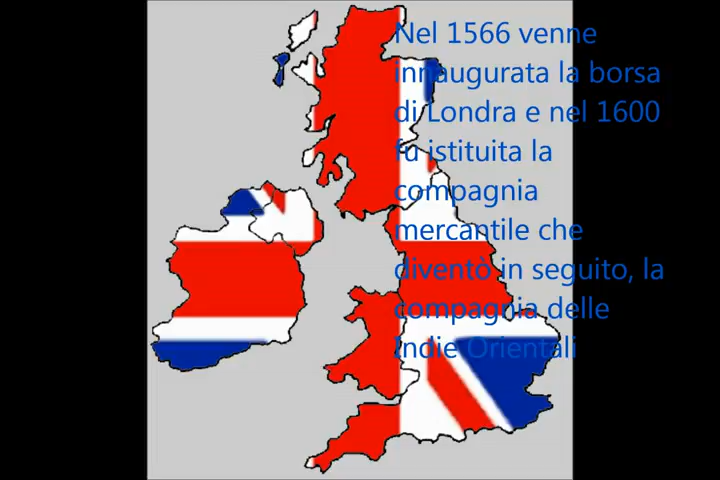 Nel 1566 venne
innaugurata la borsa
di Londra e nel 1600
fu istituita la
compagnia
mercantile che
diventò in seguito, la
compagnia delle
Indie Orientali